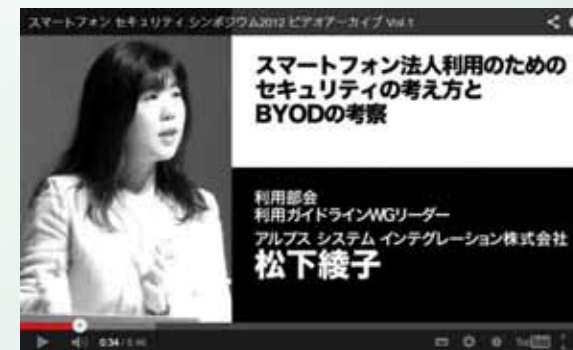 スマートフォン セキュリティ シンポジウム2012 ビデオアーカイブ Vol.1
スマートフォン法人利用のための
セキュリティの考え方と
BYODの考察
利用部会
利用ガイドラインWGリーダー
アルプス システム インテグレーション株式会社
松下綾子
0:34